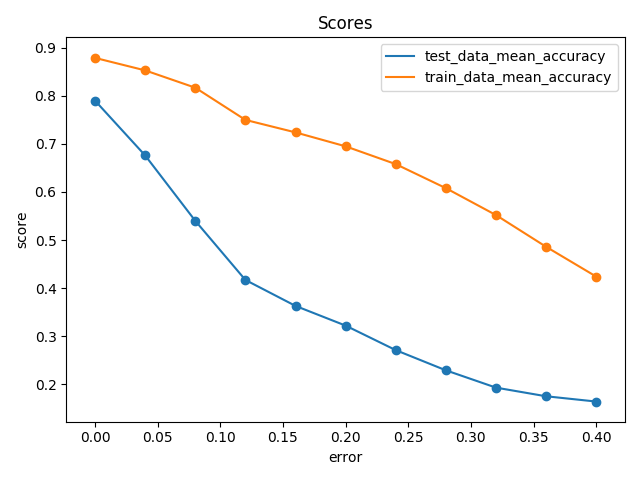 Scores
test_data_mean_accuracy
train_data_mean_accuracy
score
0.9
0.8
0.7
0.6
0.5
0.4
0.3
0.2
0.00 0.05 0.10 0.15 0.20 0.25 0.30 0.35 0.40
error